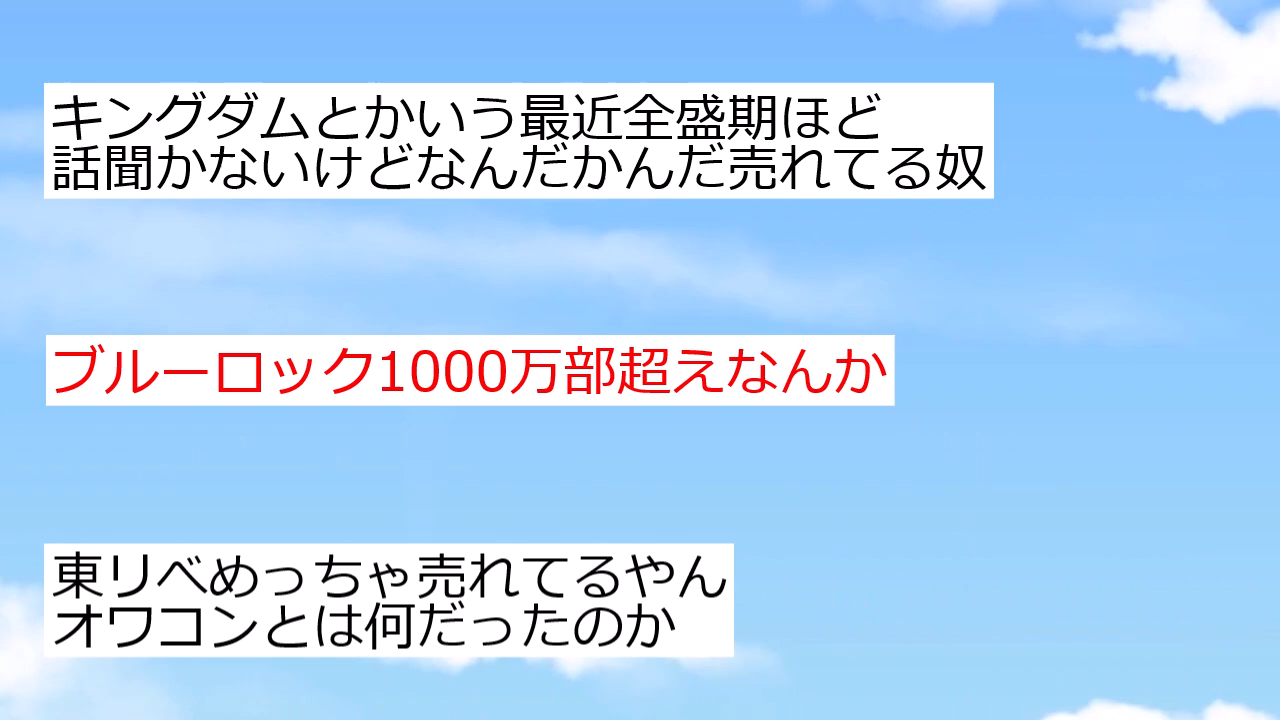 キングダムとかいう最近全盛期ほど
話聞かないけどなんだかんだ売れてる奴
ブルーロック1000万部超えなんか
東リベめっちゃ売れてるやん
オワコンとは何だったのか